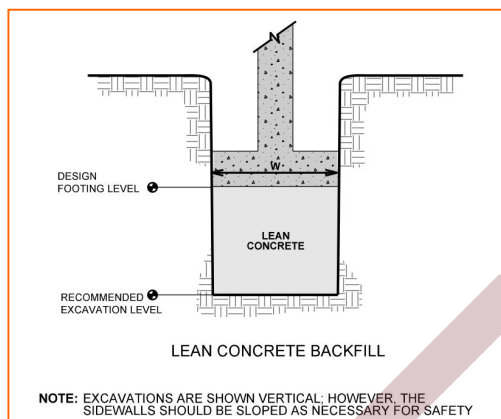 W
DESIGN
FOOTING LEVEL
LEAN
CONCRETE
RECOMMENDED
EXCAVATION LEVEL
LEAN CONCRETE BACKFILL
NOTE: EXCAVATIONS ARE SHOWN VERTICAL; HOWEVER, THE
SIDEWALLS SHOULD BE SLOPED AS NECESSARY FOR SAFETY